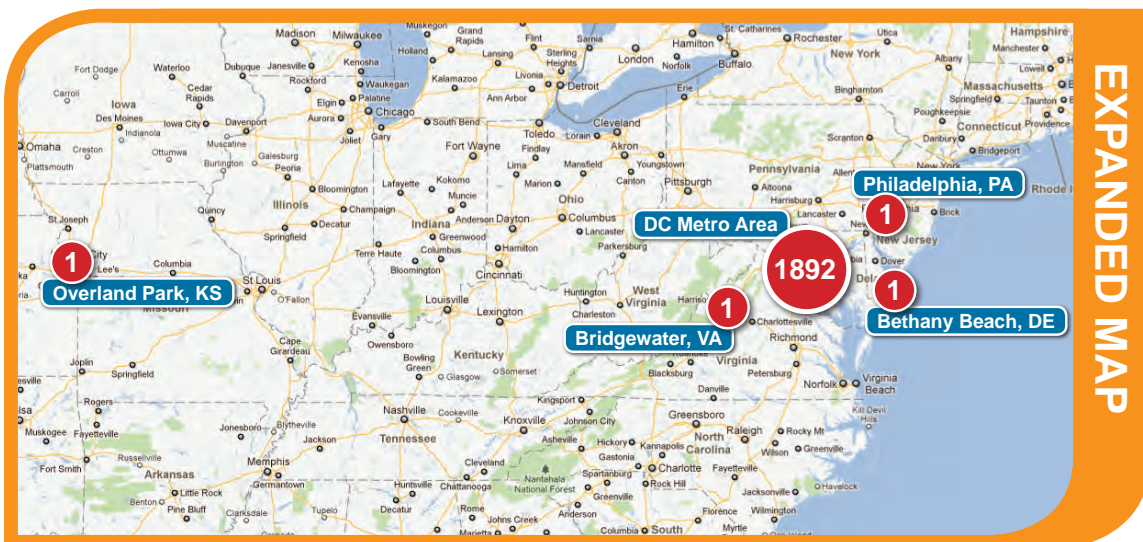 EXPANDED MAP
Philadelphia, PA
1
DC Metro Area
1892
1
Overland Park, KS
1
Bridgewater, VA
1
Bethany Beach, DE
Madison
Milwaukee
Muskegon
Grand
Rapids
Flint
Sarnia
Hamilton
St. Catharines
Rochester
Utica
Hampshire
Holland
Lansing
Sterling
Heights
London
Norfolk
Buffalo
New York
Albany
Manchester
Lowell
Fort Dodge
Waterloo
Dubuque
Janesville
Kenosha
Rockford
Waukegan
Kalamazoo
Livonia
Ann Arbor
Detroit
Erie
Binghamton
Massachusetts
Springfield
Taunton
Carroll
Iowa
Cedar
Rapids
Elgin
Palatine
Chicago
Aurora
South Bend
Toledo
Cleveland
Lorain
Poughkeepsie
Connecticut
Providence
Des Moines
Indianola
Iowa City
Davenport
Muscatine
Joliet
Gary
Omaha
Creston
Ottumwa
Galesburg
Burlington
Peoria
Fort Wayne
Findlay
Akron
Youngstown
Scranton
Danbury
Bridgeport
New York
Plattsmouth
Lima
Mansfield
Canton
Pittsburgh
Pennsylvania
Altoona
Harrisburg
Bloomington
Lafayette
Kokomo
Muncie
Marion
Ohio
Lancaster
Brick
St Joseph
Quincy
Illinois
Champaign
Decatur
Springfield
Indiana
Anderson
Dayton
Columbus
Lancaster
Greenwood
Columbus
Hamilton
Parkersburg
New Jersey
Dover
City
Lee's
Columbia
St Louis
O'Fallon
Terre Haute
Bloomington
Cincinnati
Missouri
Huntington
Charleston
West
Virginia
Charlottesville
Evansville
Louisville
Lexington
Owensboro
Richmond
Virginia
Petersburg
Cape
Girardeau
Bowling
Green
Kentucky
Glasgow
Somerset
Roanoke
Blacksburg
Norfolk
Virginia
Beach
Joplin
Springfield
Danville
Kingsport
Kill Devil
Hills
Rogers
Fayetteville
Muskogee
Jonesboro
Blytheville
Nashville
Cookeville
Knoxville
Johnson City
Greensboro
Raleigh
Rocky Mt
Jackson
Tennessee
Asheville
Hickory
Kannapolis
North
Carolina
Wilson
Greenville
Fort Smith
Russellville
Arkansas
Memphis
Germantown
Cleveland
Chattanooga
Nantahala
National Forest
Gastonia
Charlotte
Spartanburg
Rock Hill
Greenville
Fayetteville
Jacksonville
Havelock
Little Rock
Benton
Pine Bluff
Clarksdale
Tupelo
Huntsville
Decatur
Rome
Johns Creek
Marietta
Anderson
Columbia
South
Florence
Myrtle
Wilmington